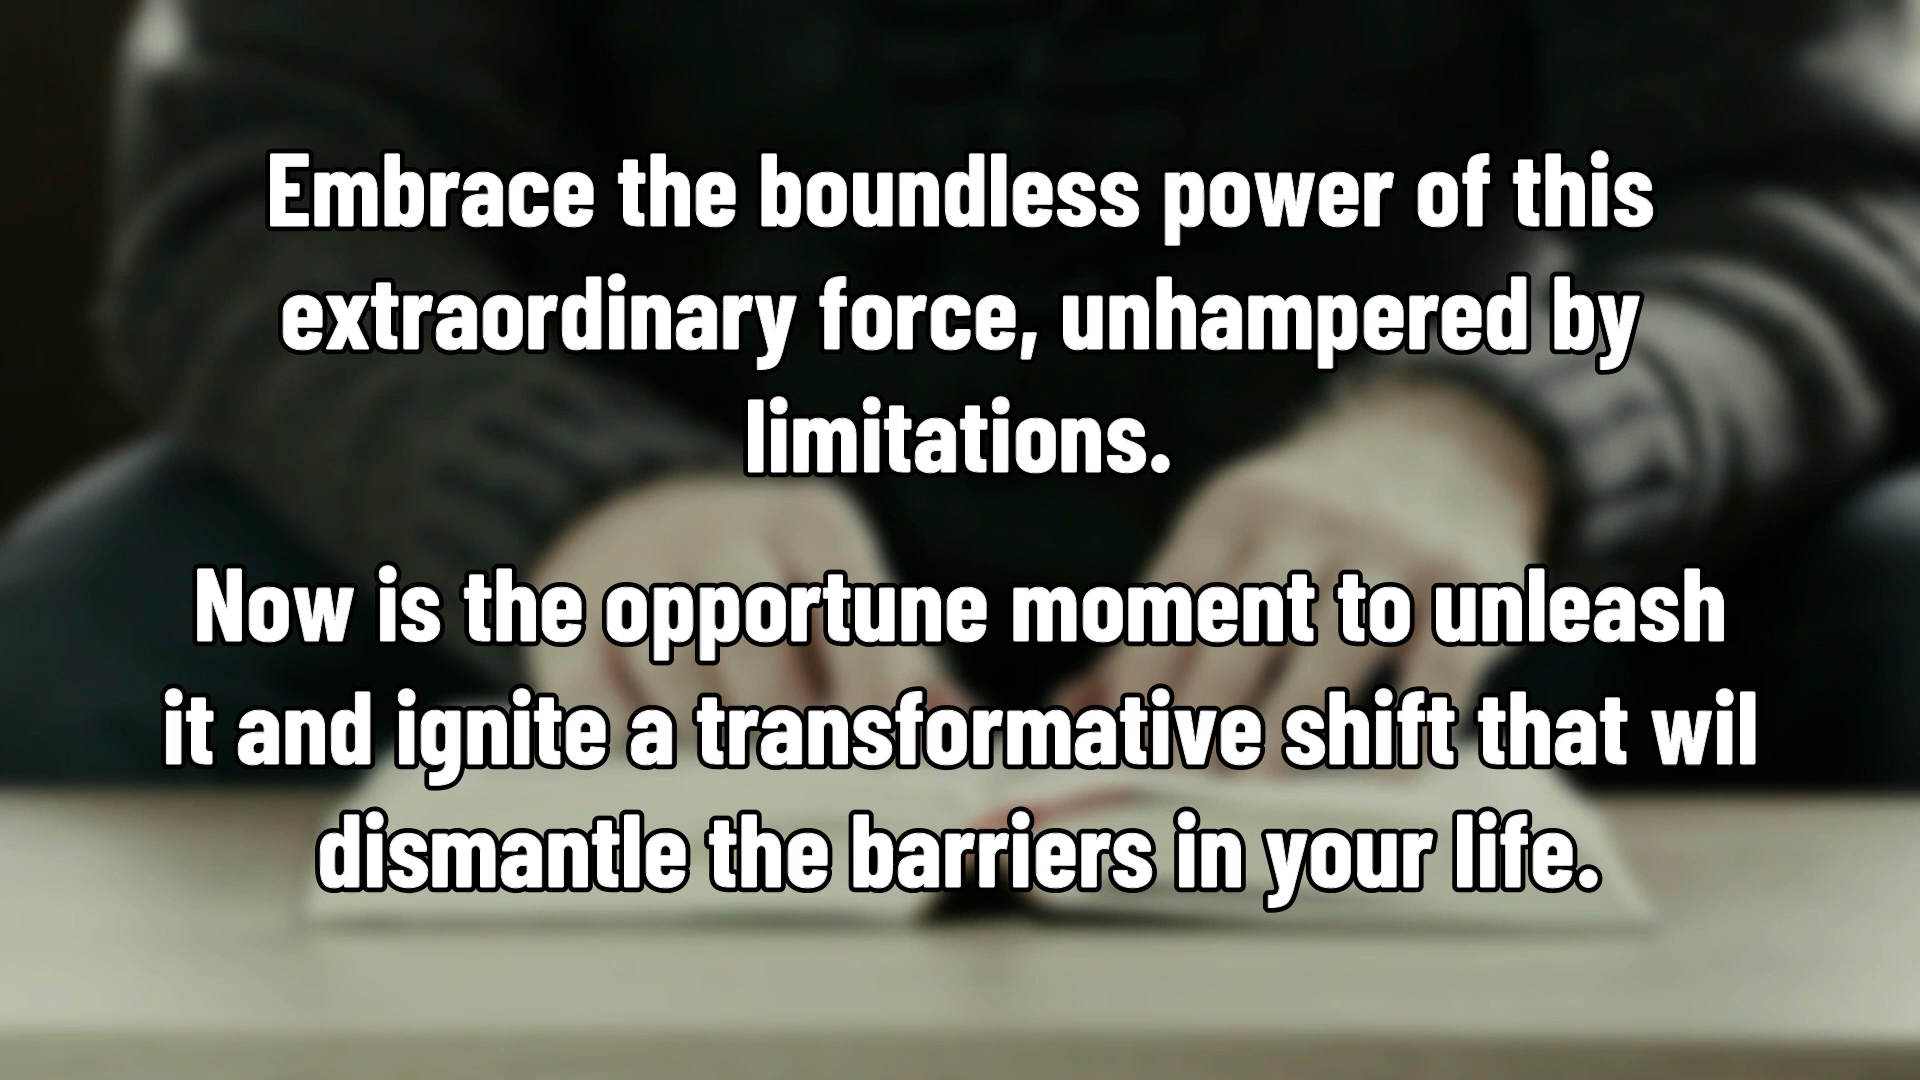 Embrace the boundless power of this
extraordinary force, unhampered by
limitations.
Now is the opportune moment to unleash
it and ignite a transformative shift that wil
dismantle the barriers in your life.